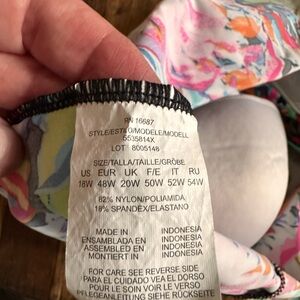 RN 16687
STYLE/ESTILO/MODELE/MODELL
5535814X
LOT 8005148
SIZE/TALLA/TAILLE/GRÖBE
US EUR UK F/E IT RU
18W 48W 20W 50W 52W 54W
82% NYLON/POLIAMIDA
18% SPANDEX/ELASTANO
MADE IN INDONESIA
ENSAMBLADA EN INDONESIA
ASSEMBLED EN INDONESIA
MONTIERT IN INDONESIA
FOR CARE SEE REVERSE SIDE
PARA EL CUIDADO VEA EL DORSO
POUR LE SOIN VOIR LE VERSO
PFLEGEANLEITUNG SIEHE RÜCKSEITE